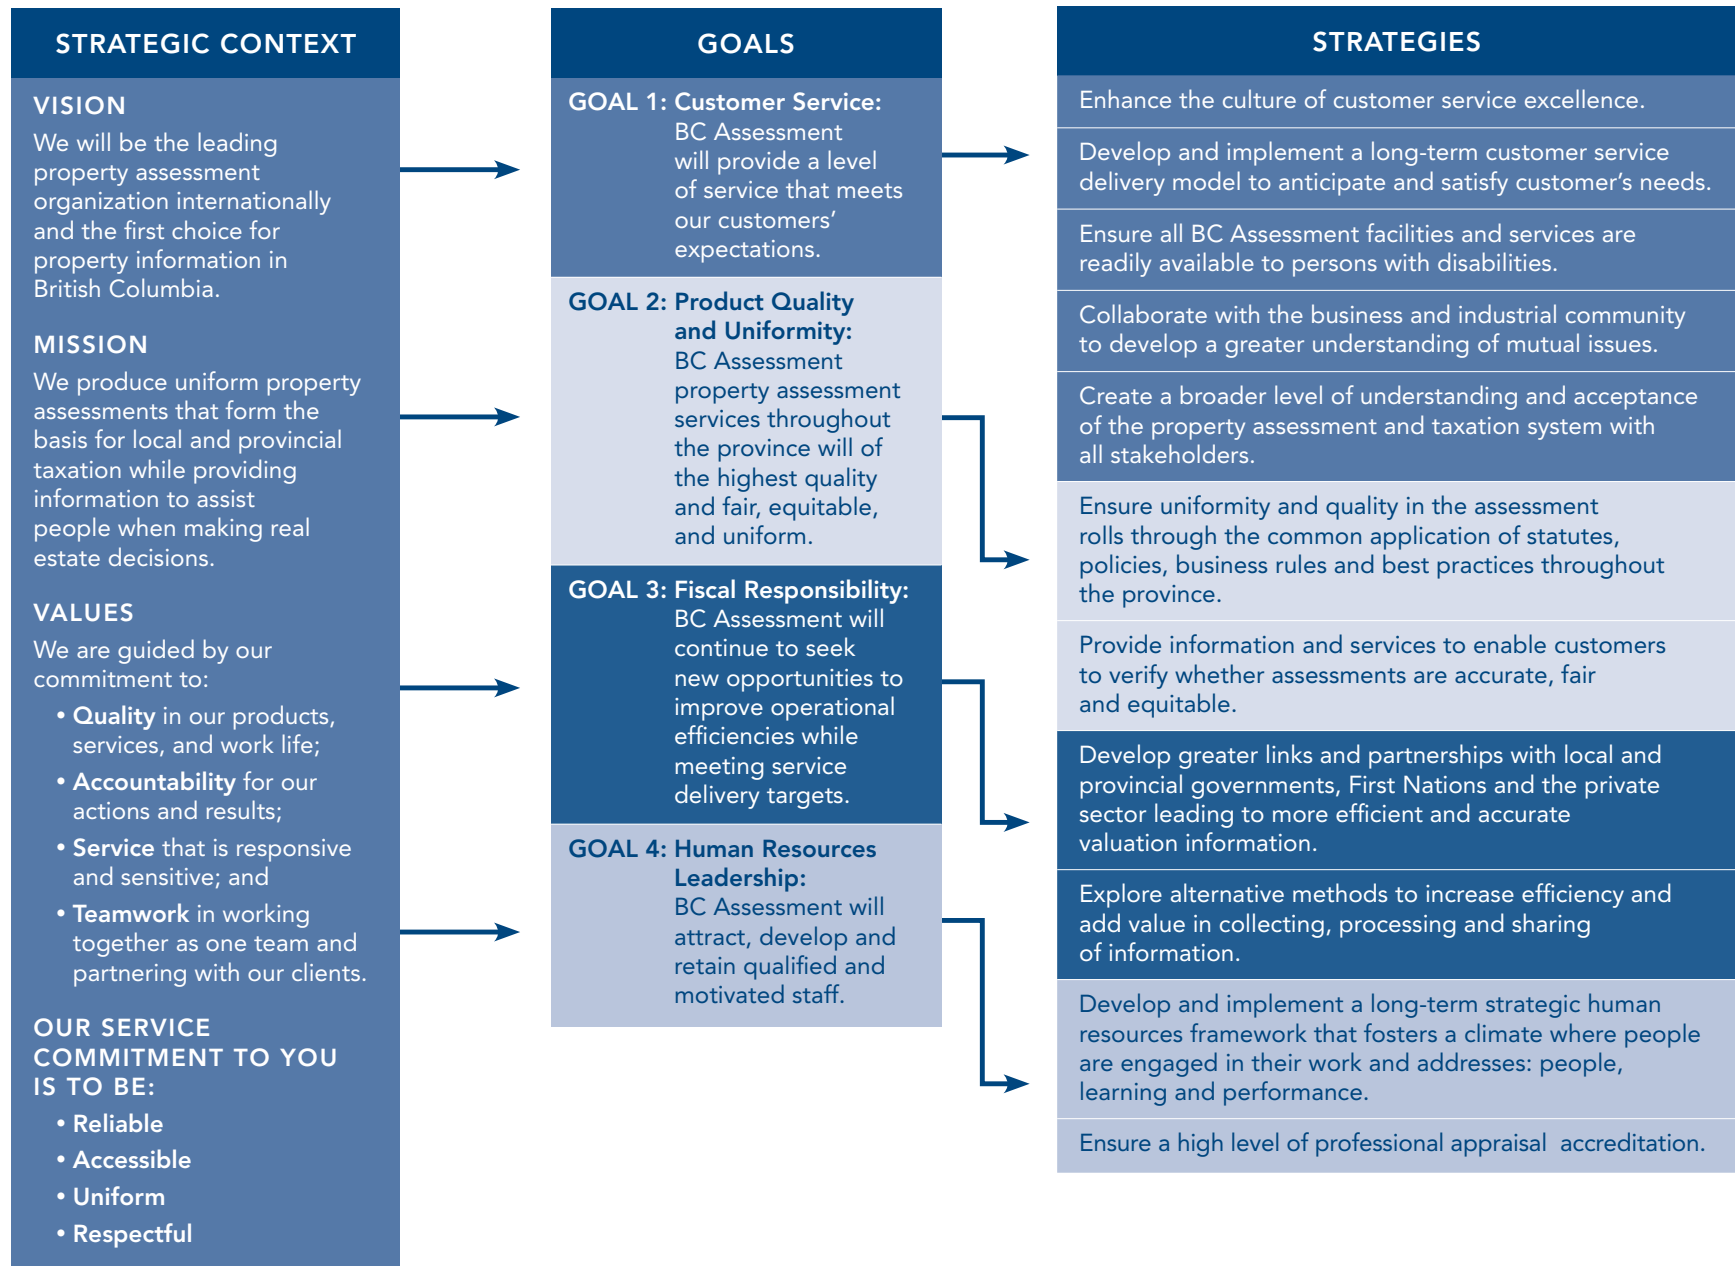 STRATEGIC CONTEXT
VISION
We will be the leading
property assessment
organization internationally
and the first choice for
property information in
British Columbia.
MISSION
We produce uniform property
assessments that form the
basis for local and provincial
taxation while providing
information to assist
people when making real
estate decisions.
VALUES
We are guided by our
commitment to:
• Quality in our products,
services, and work life;
• Accountability for our
actions and results;
• Service that is responsive
and sensitive; and
• Teamwork in working
together as one team and
partnering with our clients.
OUR SERVICE
COMMITMENT TO YOU
IS TO BE:
• Reliable
• Accessible
• Uniform
• Respectful
GOALS
GOAL 1: Customer Service:
BC Assessment
will provide a level
of service that meets
our customers'
expectations.
GOAL 2: Product Quality
and Uniformity:
BC Assessment
property assessment
services throughout
the province will of
the highest quality
and fair, equitable,
and uniform.
GOAL 3: Fiscal Responsibility:
BC Assessment will
continue to seek
new opportunities to
improve operational
efficiencies while
meeting service
delivery targets.
GOAL 4: Human Resources
Leadership:
BC Assessment will
attract, develop and
retain qualified and
motivated staff.
STRATEGIES
Enhance the culture of customer service excellence.
Develop and implement a long-term customer service
delivery model to anticipate and satisfy customer's needs.
Ensure all BC Assessment facilities and services are
readily available to persons with disabilities.
Collaborate with the business and industrial community
to develop a greater understanding of mutual issues.
Create a broader level of understanding and acceptance
of the property assessment and taxation system with
all stakeholders.
Ensure uniformity and quality in the assessment
rolls through the common application of statutes,
policies, business rules and best practices throughout
the province.
Provide information and services to enable customers
to verify whether assessments are accurate, fair
and equitable.
Develop greater links and partnerships with local and
provincial governments, First Nations and the private
sector leading to more efficient and accurate
valuation information.
Explore alternative methods to increase efficiency and
add value in collecting, processing and sharing
of information.
Develop and implement a long-term strategic human
resources framework that fosters a climate where people
are engaged in their work and addresses: people,
learning and performance.
Ensure a high level of professional appraisal accreditation.